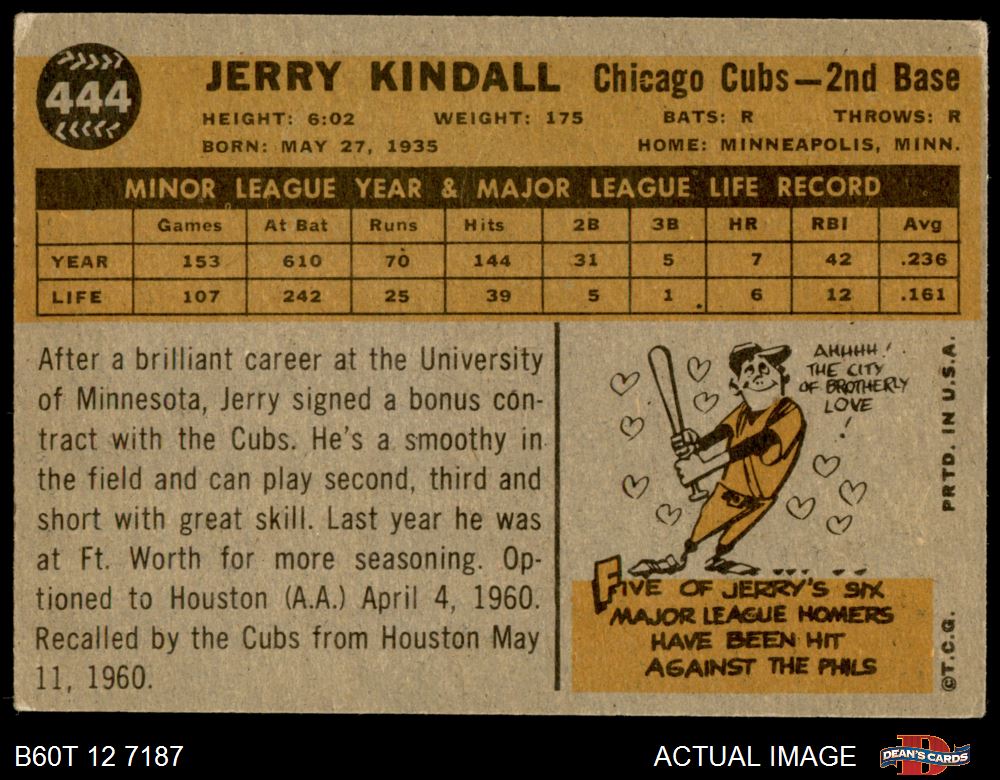 444
JERRY KINDALL Chicago Cubs—2nd Base
HEIGHT: 6:02 WEIGHT: 175 BATS: R THROWS: R
BORN: MAY 27, 1935 HOME: MINNEAPOLIS, MINN.
MINOR LEAGUE YEAR & MAJOR LEAGUE LIFE RECORD
Games At Bat Runs Hits 2B 3B HR RBI Avg
YEAR 153 610 70 144 31 5 7 42 .236
LIFE 107 242 25 39 5 1 6 12 .161
After a brilliant career at the University
of Minnesota, Jerry signed a bonus con-
tract with the Cubs. He's a smoothy in
the field and can play second, third and
short with great skill. Last year he was
at Ft. Worth for more seasoning. Op-
tioned to Houston (A.A.) April 4, 1960.
Recalled by the Cubs from Houston May
11, 1960.
AHHHH!
THE CITY
OF BROTHERLY
LOVE
!
FIVE OF JERRY'S SIX
MAJOR LEAGUE HOMERS
HAVE BEEN HIT
AGAINST THE PHILS
©T.C.G. PRTD. IN U.S.A.
B60T 12 7187 ACTUAL IMAGE DEAN'S CARDS